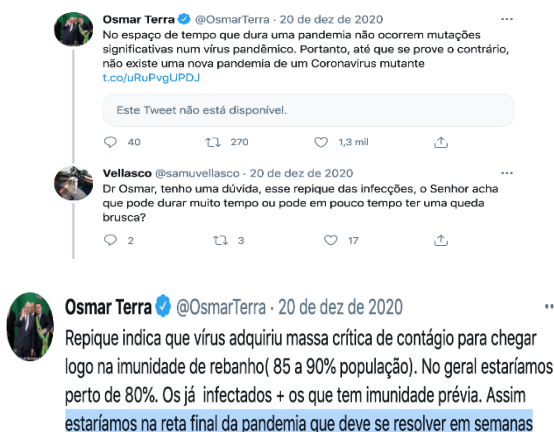 Osmar Terra @OsmarTerra · 20 de dez de 2020
No espaço de tempo que dura uma pandemia não ocorrem mutações
significativas num vírus pandêmico. Portanto, até que se prove o contrário,
não existe uma nova pandemia de um Coronavirus mutante
t.co/uRuPvgUPDJ
Este Tweet não está disponível.
40 270 1,3 mil
Vellasco @samuvellasco · 20 de dez de 2020
Dr Osmar, tenho uma dúvida, esse repique das infecções, o Senhor acha
que pode durar muito tempo ou pode em pouco tempo ter uma queda
brusca?
2 3 17
Osmar Terra @OsmarTerra · 20 de dez de 2020
Repique indica que vírus adquiriu massa crítica de contágio para chegar
logo na imunidade de rebanho( 85 a 90% população). No geral estaríamos
perto de 80%. Os já infectados + os que tem imunidade prévia. Assim
estaríamos na reta final da pandemia que deve se resolver em semanas